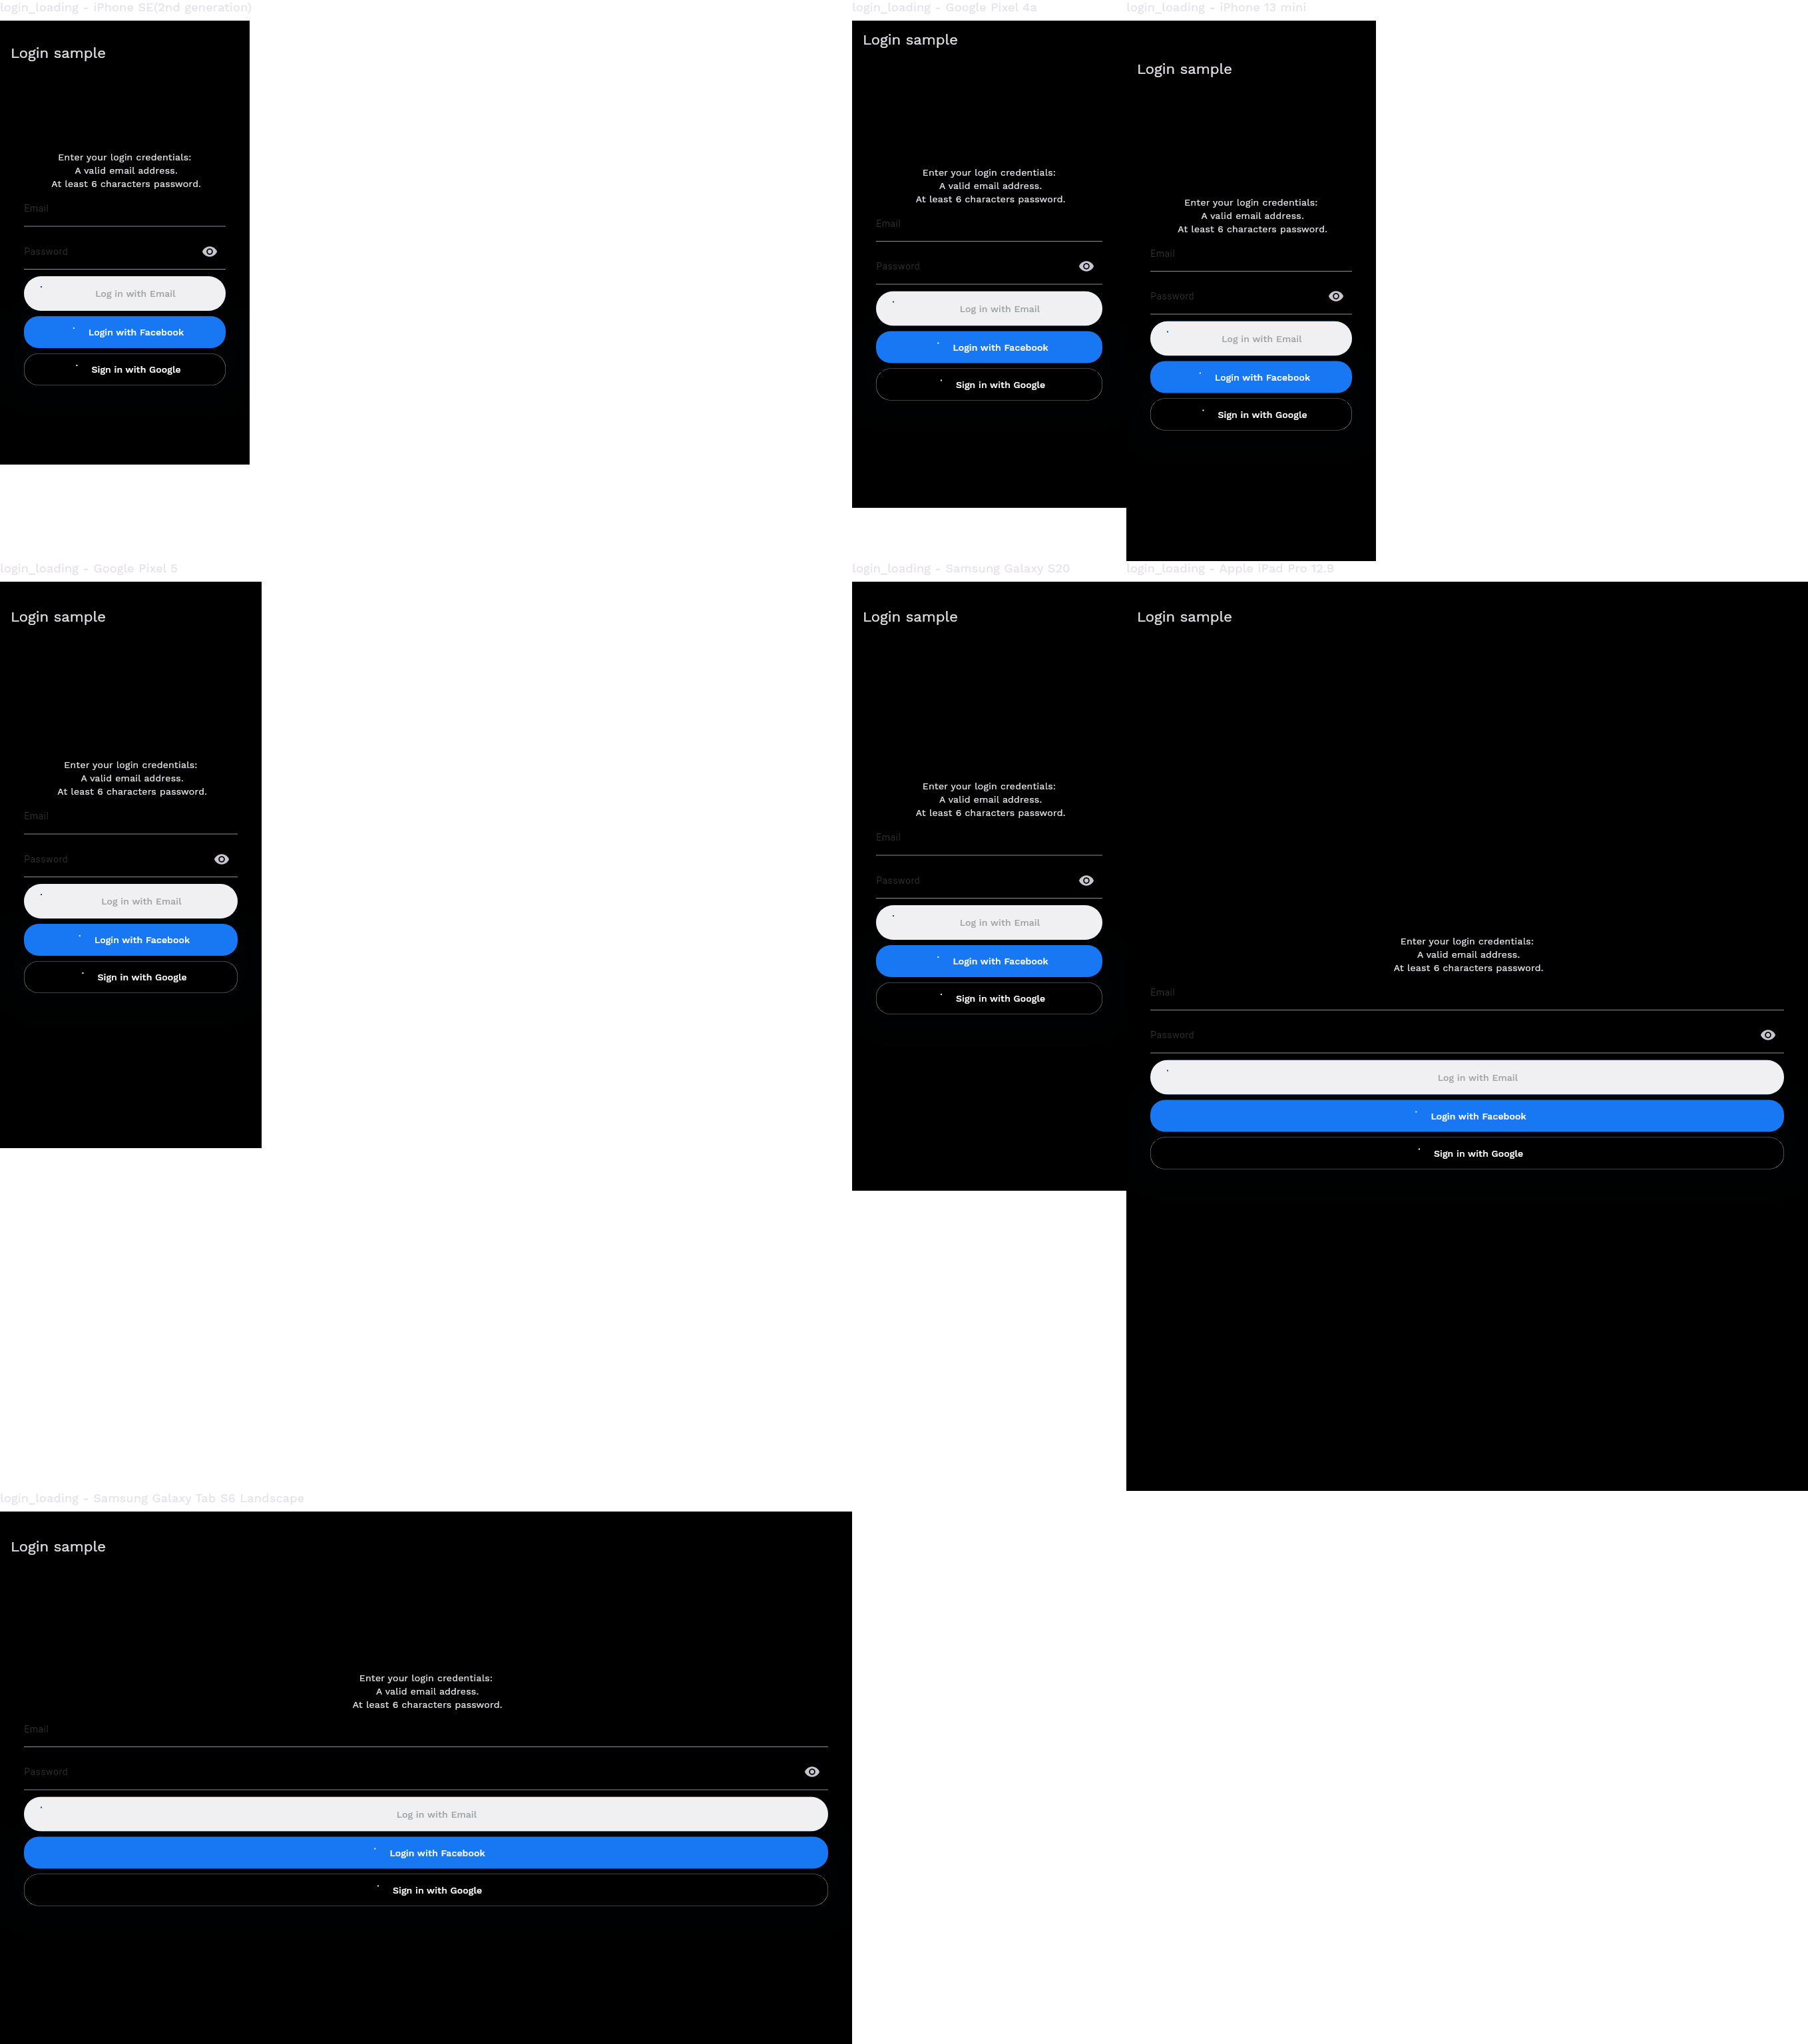 login_loading - iPhone SE(2nd generation)
Login sample
Enter your login credentials:
A valid email address.
At least 6 characters password.
Email
Password
Log in with Email
Login with Facebook
Sign in with Google
login_loading - Google Pixel 4a
Login sample
Enter your login credentials:
A valid email address.
At least 6 characters password.
Email
Password
Log in with Email
Login with Facebook
Sign in with Google
login_loading - iPhone 13 mini
Login sample
Enter your login credentials:
A valid email address.
At least 6 characters password.
Email
Password
Log in with Email
Login with Facebook
Sign in with Google
login_loading - Google Pixel 5
Login sample
Enter your login credentials:
A valid email address.
At least 6 characters password.
Email
Password
Log in with Email
Login with Facebook
Sign in with Google
login_loading - Samsung Galaxy S20
Login sample
Enter your login credentials:
A valid email address.
At least 6 characters password.
Email
Password
Log in with Email
Login with Facebook
Sign in with Google
login_loading - Apple iPad Pro 12.9
Login sample
Enter your login credentials:
A valid email address.
At least 6 characters password.
Email
Password
Log in with Email
Login with Facebook
Sign in with Google
login_loading - Samsung Galaxy Tab S6 Landscape
Login sample
Enter your login credentials:
A valid email address.
At least 6 characters password.
Email
Password
Log in with Email
Login with Facebook
Sign in with Google